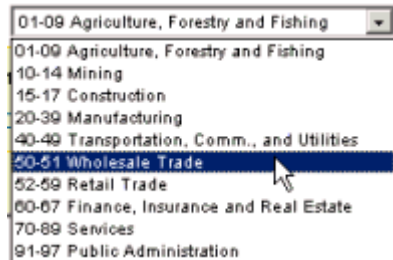 01-09 Agriculture, Forestry and Fishing
01-09 Agriculture, Forestry and Fishing
10-14 Mining
15-17 Construction
20-39 Manufacturing
40-49 Transportation, Comm., and Utilities
50-51 Wholesale Trade
52-59 Retail Trade
60-67 Finance, Insurance and Real Estate
70-89 Services
91-97 Public Administration